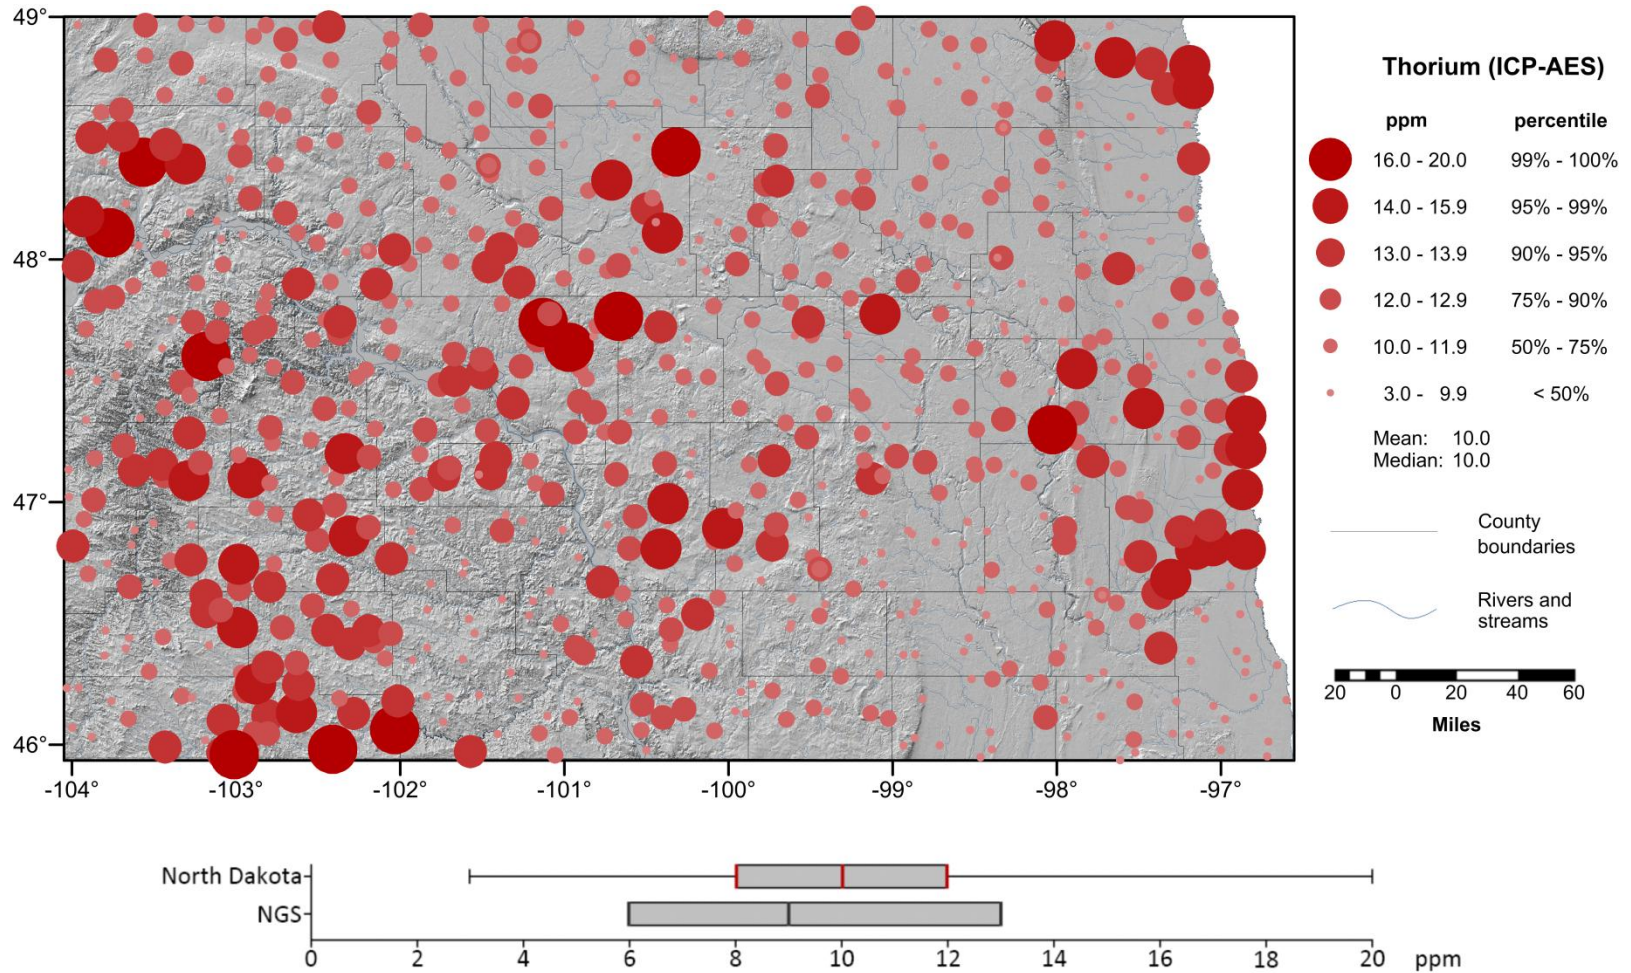 49°
48°
47°
46°
-104°
-103°
-102°
-101°
-100°
-99°
-98°
-97°
Thorium (ICP-AES)
ppm percentile
16.0 - 20.0 99% - 100%
14.0 - 15.9 95% - 99%
13.0 - 13.9 90% - 95%
12.0 - 12.9 75% - 90%
10.0 - 11.9 50% - 75%
3.0 - 9.9 < 50%
Mean: 10.0
Median: 10.0
County
boundaries
Rivers and
streams
20 0 20 40 60
Miles
North Dakota
NGS
0 2 4 6 8 10 12 14 16 18 20 ppm